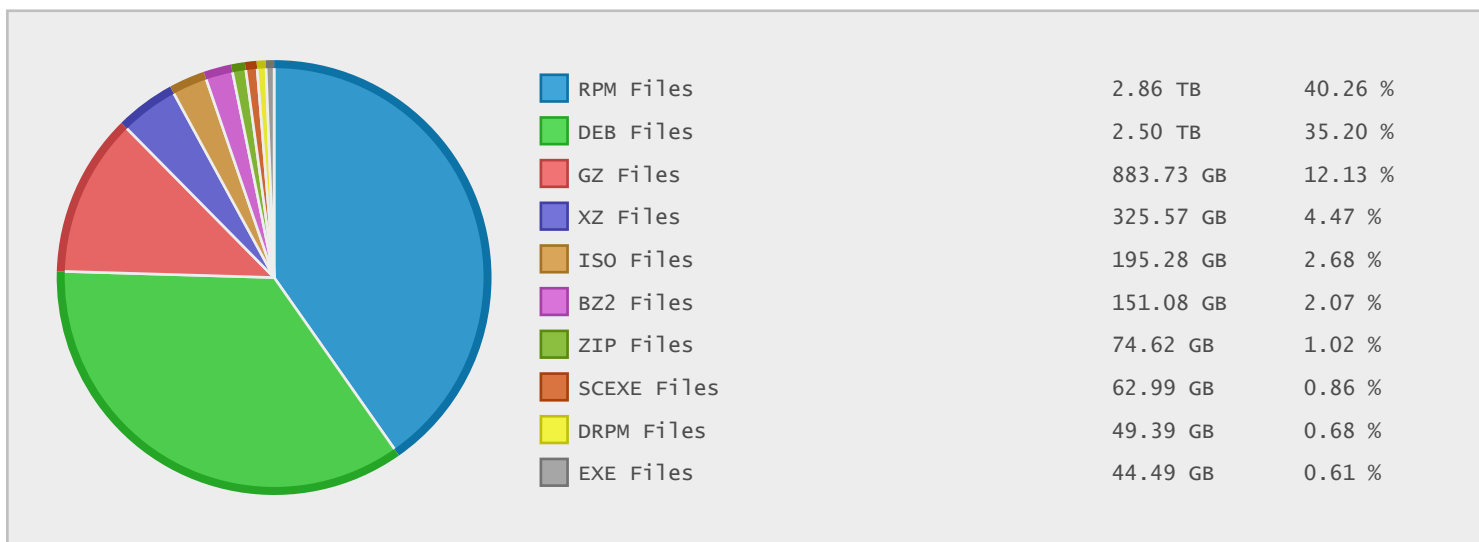 RPM Files 2.86 TB 40.26 %
DEB Files 2.50 TB 35.20 %
GZ Files 883.73 GB 12.13 %
XZ Files 325.57 GB 4.47 %
ISO Files 195.28 GB 2.68 %
BZ2 Files 151.08 GB 2.07 %
ZIP Files 74.62 GB 1.02 %
SCEXE Files 62.99 GB 0.86 %
DRPM Files 49.39 GB 0.68 %
EXE Files 44.49 GB 0.61 %